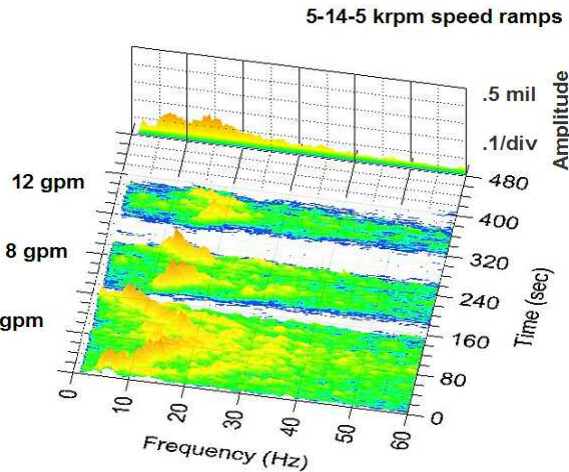 5-14-5 krpm speed ramps
.5 mil
.1/div
Amplitude
12 gpm
8 gpm
gpm
480
400
320
240
160
80
0
Time (sec)
0
10
20
30
40
50
60
Frequency (Hz)